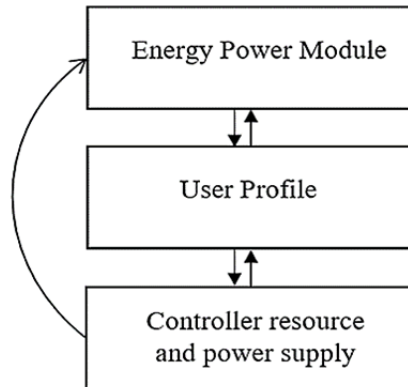 Energy Power Module
User Profile
Controller resource
and power supply